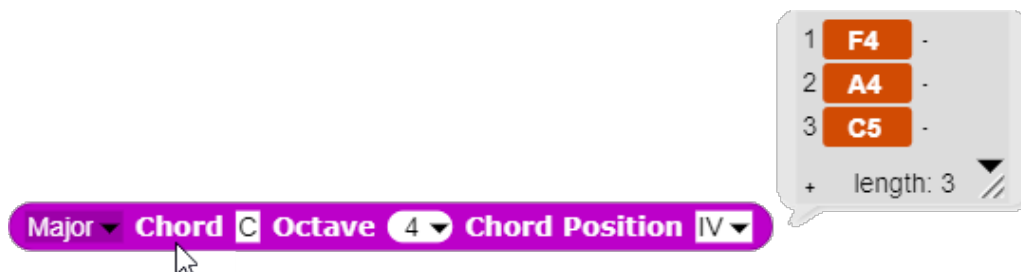 1 F4 -
2 A4 -
3 C5 -
+ length: 3
Major Chord C Octave 4 Chord Position IV